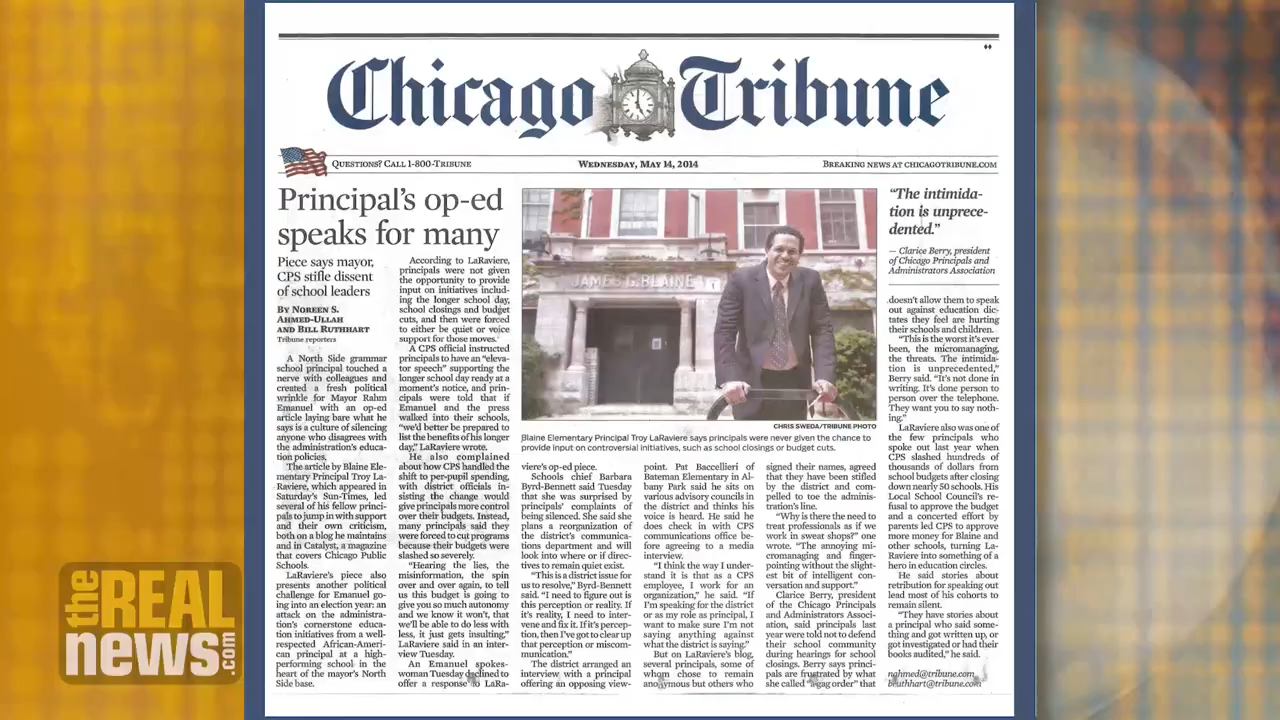 Chicago Tribune
QUESTIONS? CALL 1-800-TRIBUNE
WEDNESDAY, MAY 14, 2014
BREAKING NEWS AT CHICAGOTRIBUNE.COM
Principal's op-ed
speaks for many
Piece says mayor,
CPS stifle dissent
of school leaders
BY NOREEN S.
AHMED-ULLAH
AND BILL RUTHHART
Tribune reporters
A North Side grammar
school principal touched a
nerve with colleagues and
created a fresh political
wrinkle for Mayor Rahm
Emanuel with an op-ed
article laying bare what he
says is a culture of silencing
anyone who disagrees with
the administration's educa-
tion policies.
The article by Blaine Ele-
mentary Principal Troy La-
Raviere, which appeared in
Saturday's Sun-Times, led
several of his fellow princi-
pals to jump in with support
and their own criticism,
both on a blog he maintains
and in Catalyst, a magazine
that covers Chicago Public
Schools.
LaRaviere's piece also
presents another political
challenge for Emanuel go-
ing into an election year: an
attack on the administra-
tion's cornerstone educa-
tion initiatives from a well-
respected African-Ameri-
can principal at a high-
performing school in the
heart of the mayor's North
Side base.
According to LaRaviere,
principals were not given
the opportunity to provide
input on initiatives includ-
ing the longer school day,
school closings and budget
cuts, and then were forced
to either be quiet or voice
support for those moves.
A CPS official instructed
principals to have an "eleva-
tor speech" supporting the
longer school day ready at a
moment's notice, and prin-
cipals were told that if
Emanuel and the press
walked into their schools,
"we'd better be prepared to
list the benefits of his longer
day," LaRaviere wrote.
He also complained
about how CPS handled the
shift to per-pupil spending,
with district officials in-
sisting the change would
give principals more control
over their budgets. Instead,
many principals said they
were forced to cut programs
because their budgets were
slashed so severely.
"Hearing the lies, the
misinformation, the spin
over and over again, to tell
us this budget is going to
give you so much autonomy
and we know it won't, that
we'll be able to do less with
less, it just gets insulting,"
LaRaviere said in an inter-
view Tuesday.
An Emanuel spokes-
woman Tuesday declined to
offer a response to LaRa-
JAMES G. BLAINE
CHRIS SWEDA/TRIBUNE PHOTO
Blaine Elementary Principal Troy LaRaviere says principals were never given the chance to
provide input on controversial initiatives, such as school closings or budget cuts.
viere's op-ed piece.
Schools chief Barbara
Byrd-Bennett said Tuesday
that she was surprised by
principals' complaints of
being silenced. She said she
plans a reorganization of
the district's communica-
tions department and will
look into where or if direc-
tives to remain quiet exist.
"This is a district issue for
us to resolve," Byrd-Bennett
said. "I need to figure out is
this perception or reality. If
it's reality, I need to inter-
vene and fix it. If it's percep-
tion, then I've got to clear up
that perception or miscom-
munication."
The district arranged an
interview with a principal
offering an opposing view-
point. Pat Baccellieri of
Bateman Elementary in Al-
bany Park said he sits on
various advisory councils in
the district and thinks his
voice is heard. He said he
does check in with CPS
communications office be-
fore agreeing to a media
interview.
"I think the way I under-
stand it is that as a CPS
employee, I work for an
organization," he said. "If
I'm speaking for the district
or as my role as principal, I
want to make sure I'm not
saying anything against
what the district is saying."
But on LaRaviere's blog,
several principals, some of
whom chose to remain
anonymous but others who
signed their names, agreed
that they have been stifled
by the district and com-
pelled to toe the adminis-
tration's line.
"Why is there the need to
treat professionals as if we
work in sweat shops?" one
wrote. "The annoying mi-
cromanaging and finger-
pointing without the slight-
est bit of intelligent con-
versation and support."
Clarice Berry, president
of the Chicago Principals
and Administrators Associ-
ation, said principals last
year were told not to defend
their school community
during hearings for school
closings. Berry says princi-
pals are frustrated by what
she called "a gag order" that
"The intimida-
tion is unprece-
dented."
— Clarice Berry, president
of Chicago Principals and
Administrators Association
doesn't allow them to speak
out against education dic-
tates they feel are hurting
their schools and children.
"This is the worst it's ever
been, the micromanaging,
the threats. The intimida-
tion is unprecedented,"
Berry said. "It's not done in
writing. It's done person to
person over the telephone.
They want you to say noth-
ing."
LaRaviere also was one of
the few principals who
spoke out last year when
CPS slashed hundreds of
thousands of dollars from
school budgets after closing
down nearly 50 schools. His
Local School Council's re-
fusal to approve the budget
and a concerted effort by
parents led CPS to approve
more money for Blaine and
other schools, turning La-
Raviere into something of a
hero in education circles.
He said stories about
retribution for speaking out
lead most of his cohorts to
remain silent.
"They have stories about
a principal who said some-
thing and got written up, or
got investigated or had their
books audited," he said.
nahmed@tribune.com
bruthhart@tribune.com
the REAL
news.com